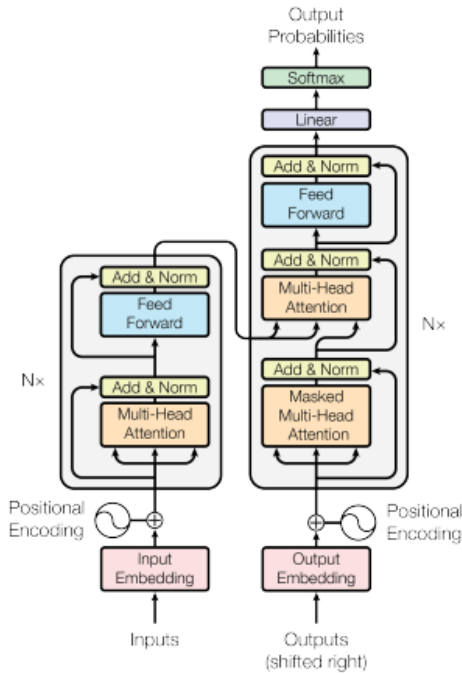 Output
Probabilities
Softmax
Linear
Add & Norm
Feed
Forward
Add & Norm
Multi-Head
Attention
Nx
Add & Norm
Masked
Multi-Head
Attention
Add & Norm
Feed
Forward
Nx
Add & Norm
Multi-Head
Attention
Positional
Encoding
Positional
Encoding
Input
Embedding
Output
Embedding
Inputs
Outputs
(shifted right)